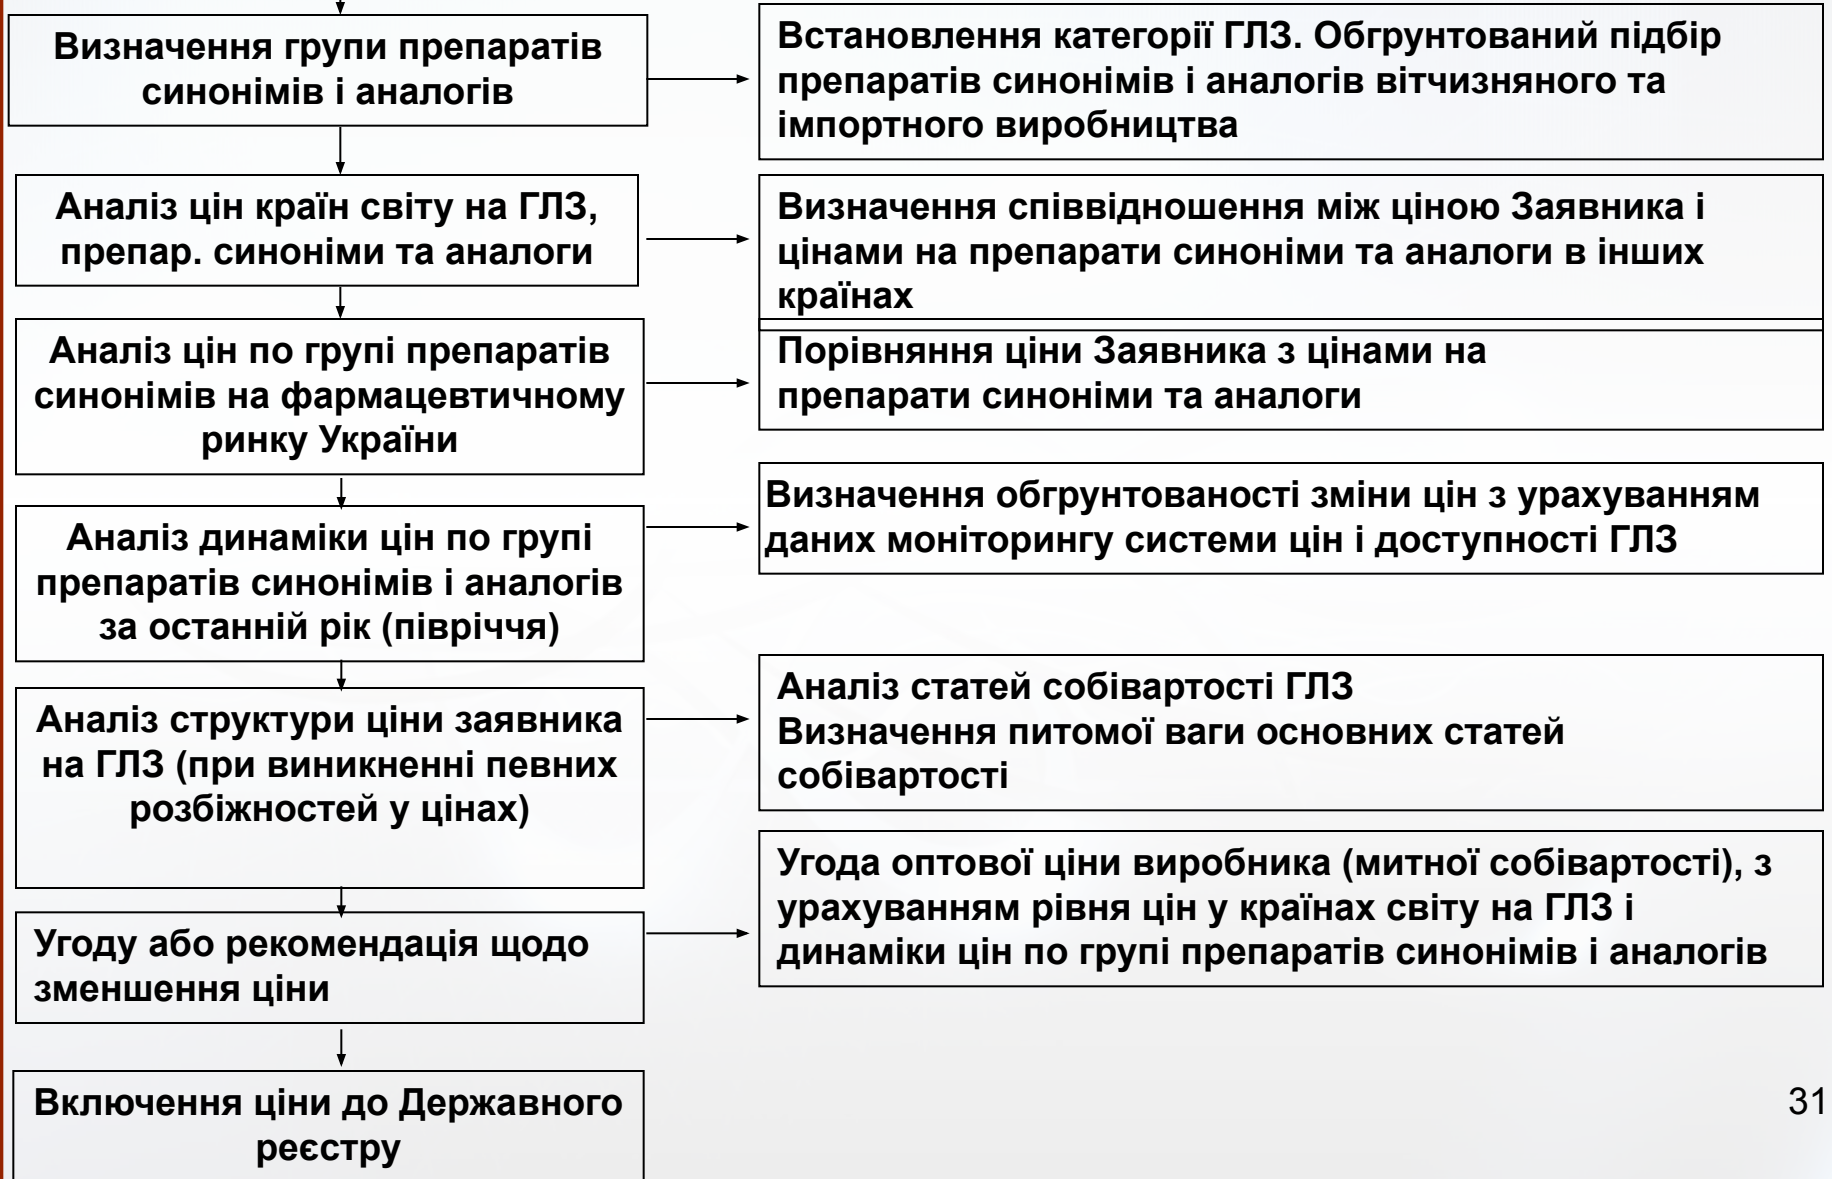 Визначення групи препаратів
синонімів і аналогів
Встановлення категорії ГЛЗ. Обгрунтований підбір
препаратів синонімів і аналогів вітчизняного та
імпортного виробництва
Аналіз цін країн світу на ГЛЗ,
препар. синоніми та аналоги
Визначення співвідношення між ціною Заявника і
цінами на препарати синоніми та аналоги в інших
країнах
Аналіз цін по групі препаратів
синонімів на фармацевтичному
ринку України
Порівняння ціни Заявника з цінами на
препарати синоніми та аналоги
Аналіз динаміки цін по групі
препаратів синонімів і аналогів
за останній рік (півріччя)
Визначення обгрунтованості зміни цін з урахуванням
даних моніторингу системи цін і доступності ГЛЗ
Аналіз структури ціни заявника
на ГЛЗ (при виникненні певних
розбіжностей у цінах)
Аналіз статей собівартості ГЛЗ
Визначення питомої ваги основних статей
собівартості
Угоду або рекомендація щодо
зменшення ціни
Угода оптової ціни виробника (митної собівартості), з
урахуванням рівня цін у країнах світу на ГЛЗ і
динаміки цін по групі препаратів синонімів і аналогів
Включення ціни до Державного
реєстру
31